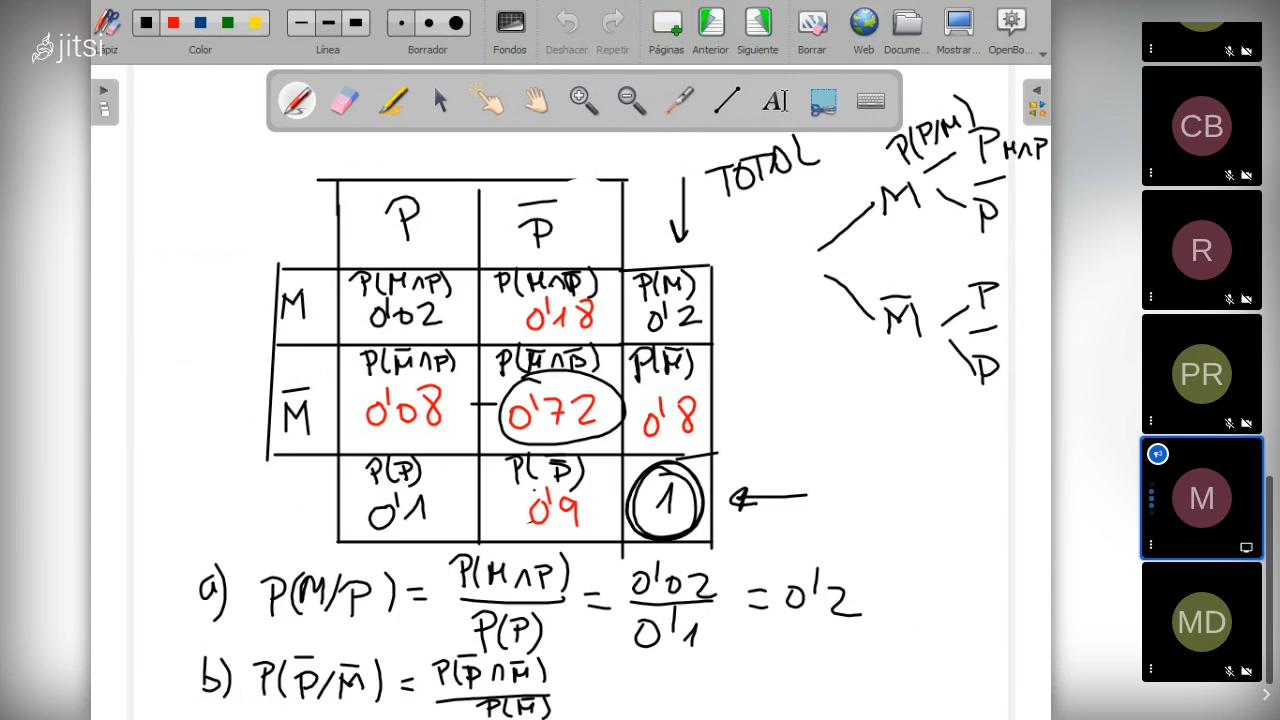 jitsi
Lápiz
Color
Línea
Borrador
Fondos
Deshacer
Repetir
Páginas
Anterior
Siguiente
Borrar
Web
Docume...
Mostrar...
OpenBo...
TOTAL
P P̅
P(M∩P) P(M∩P̅) P(M)
M 0'02 0'18 0'2
P(M̅∩P) P(M̅∩P̅) P(M̅)
M̅ 0'08 0'72 0'8
P(P) P(P̅)
0'1 0'9 1
P(P/M) P M∩P
M P̅
M̅ P
P̅
a) P(M/P) = P(M∩P) / P(P) = 0'02 / 0'1 = 0'2
b) P(P̅/M̅) = P(P̅∩M̅) / P(M̅)
CB
R
PR
M
MD